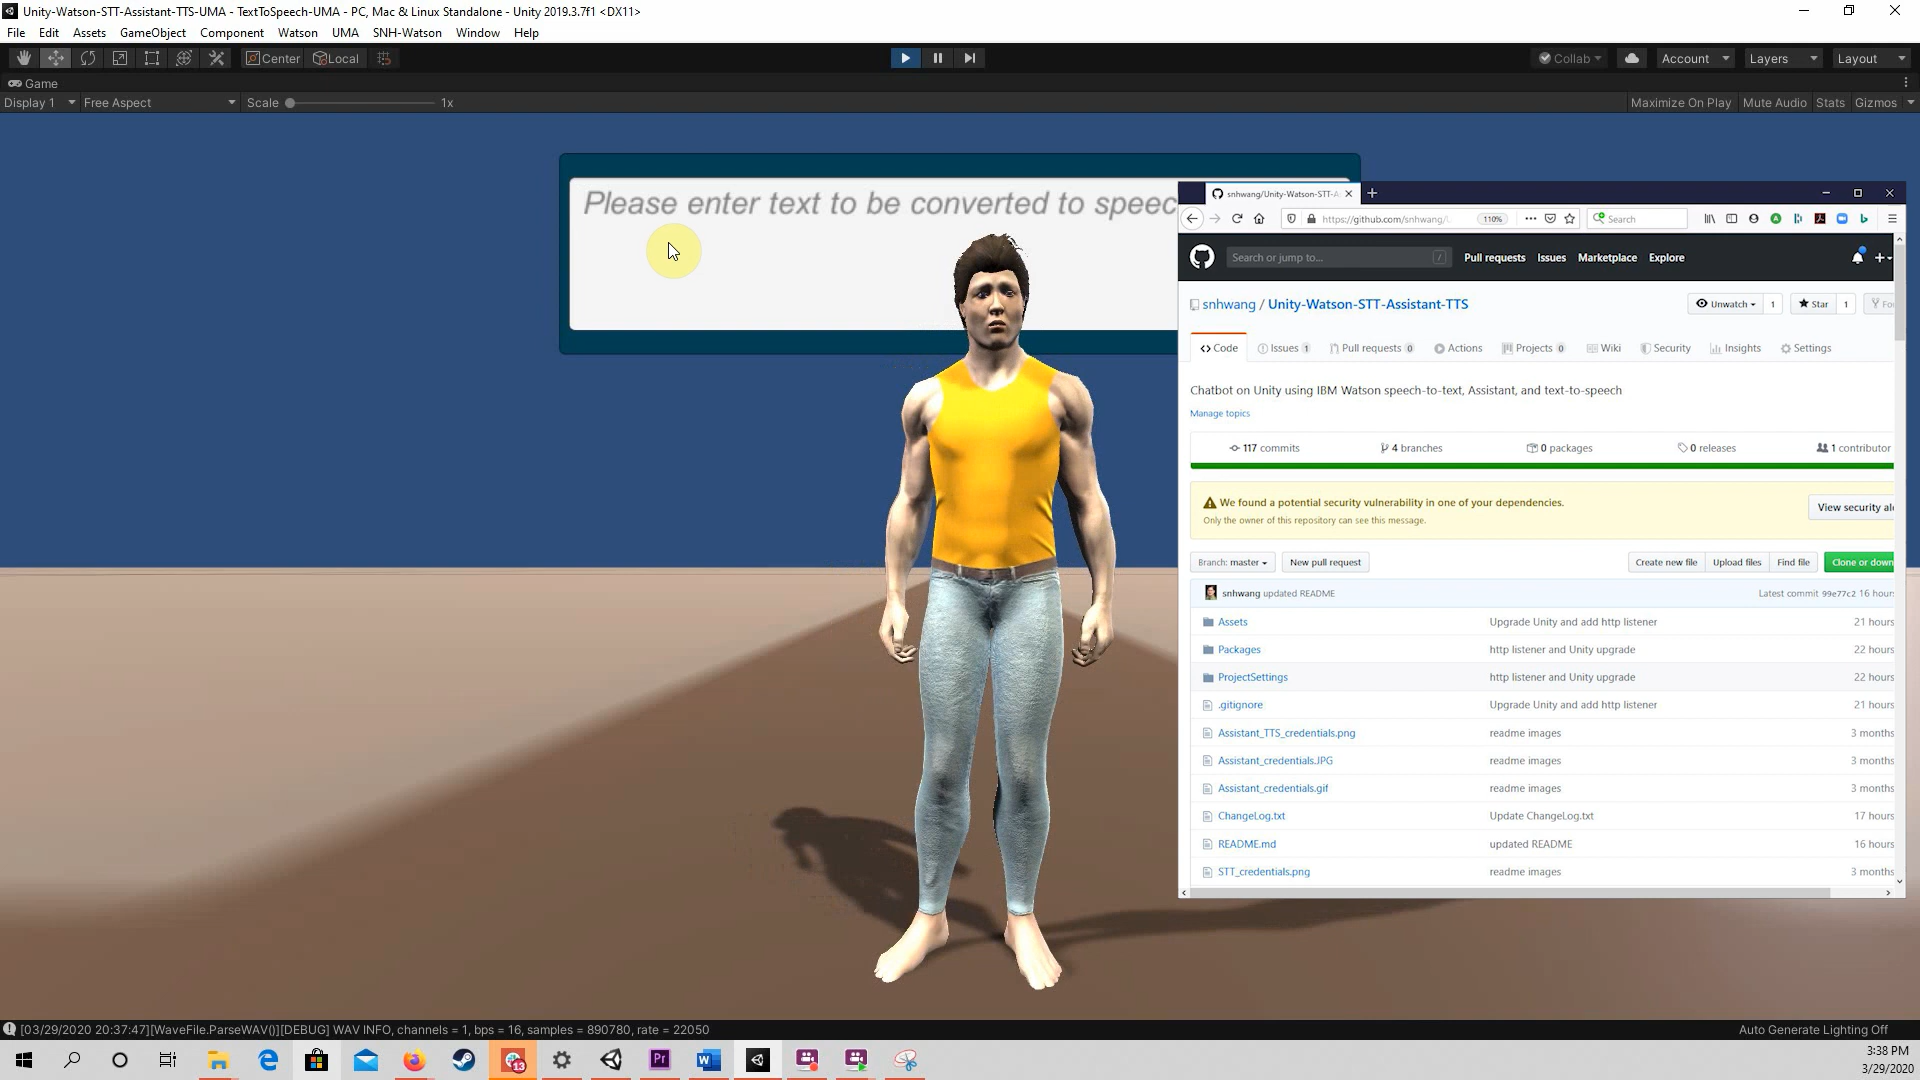 Unity-Watson-STT-Assistant-TTS-UMA - TextToSpeech-UMA - PC, Mac & Linux Standalone - Unity 2019.3.7f1 <DX11>
File Edit Assets GameObject Component Watson UMA SNH-Watson Window Help
Center Local Collab Account Layers Layout
Game
Display 1 Free Aspect Scale 1x Maximize On Play Mute Audio Stats Gizmos
Please enter text to be converted to speec
snhwang/Unity-Watson-STT-A
https://github.com/snhwang/ 110% Search
Search or jump to... / Pull requests Issues Marketplace Explore
snhwang / Unity-Watson-STT-Assistant-TTS Unwatch 1 Star 1 Fo
Code Issues 1 Pull requests 0 Actions Projects 0 Wiki Security Insights Settings
Chatbot on Unity using IBM Watson speech-to-text, Assistant, and text-to-speech
Manage topics
117 commits 4 branches 0 packages 0 releases 1 contributor
We found a potential security vulnerability in one of your dependencies.
Only the owner of this repository can see this message.
View security al
Branch: master New pull request Create new file Upload files Find file Clone or down
snhwang updated README Latest commit 99e77c2 16 hour
Assets Upgrade Unity and add http listener 21 hours
Packages http listener and Unity upgrade 22 hours
ProjectSettings http listener and Unity upgrade 22 hours
.gitignore Upgrade Unity and add http listener 21 hours
Assistant_TTS_credentials.png readme images 3 months
Assistant_credentials.JPG readme images 3 months
Assistant_credentials.gif readme images 3 months
ChangeLog.txt Update ChangeLog.txt 17 hours
README.md updated README 16 hours
STT_credentials.png readme images 3 months
[03/29/2020 20:37:47][WaveFile.ParseWAV()][DEBUG] WAV INFO, channels = 1, bps = 16, samples = 890780, rate = 22050
Auto Generate Lighting Off
13
Pr
3:38 PM
3/29/2020